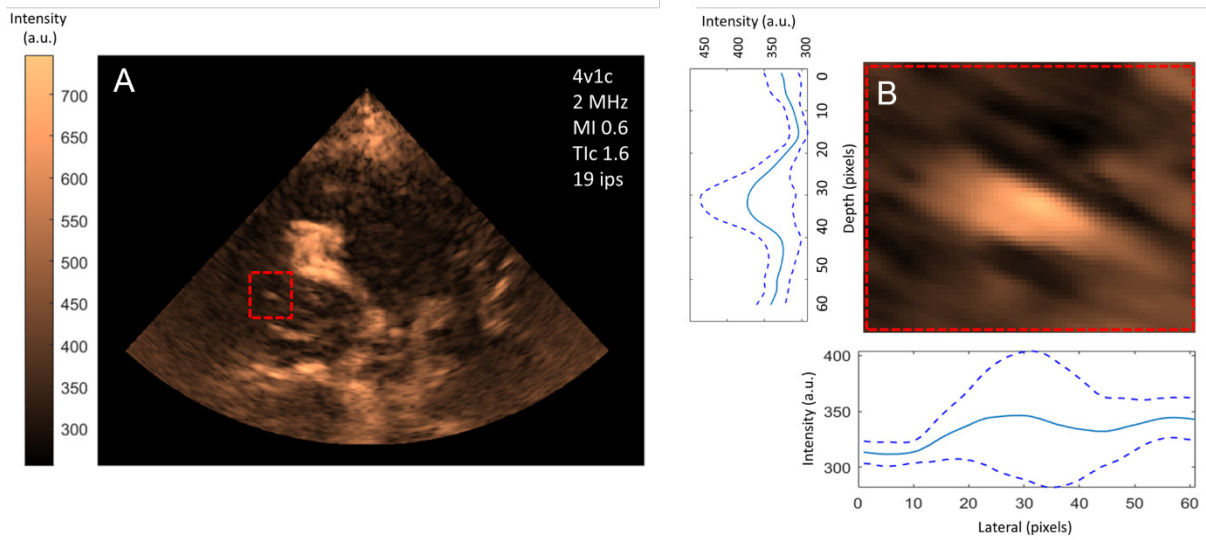 Intensity
(a.u.)
700
650
600
550
500
450
400
350
300
A
4v1c
2 MHz
MI 0.6
TIc 1.6
19 ips
Intensity (a.u.)
450
400
350
300
0
10
20
30
40
50
60
Depth (pixels)
B
400
350
300
Intensity (a.u.)
0
10
20
30
40
50
60
Lateral (pixels)